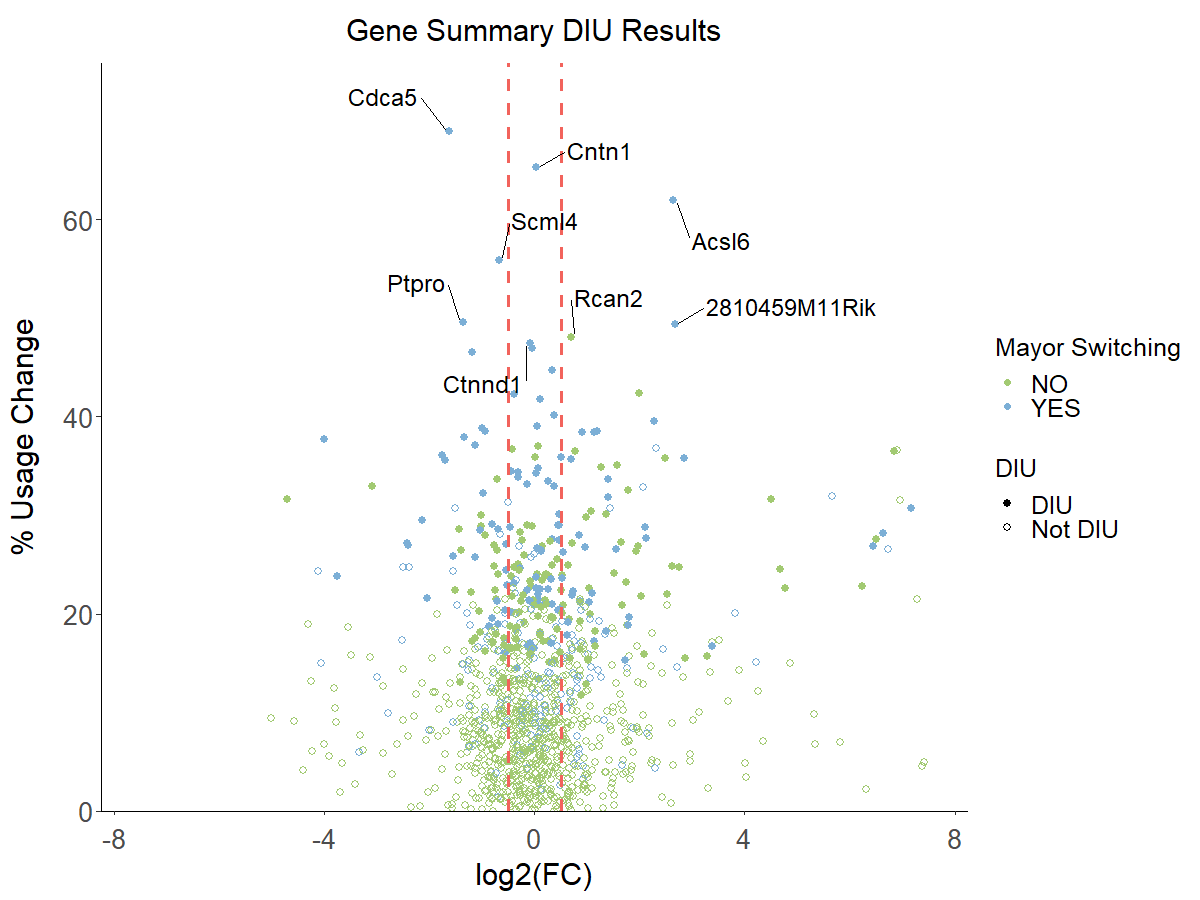 Gene Summary DIU Results
Cdca5
Cntn1
Scml4
Acsl6
Ptpro
Rcan2
2810459M11Rik
Ctnnd1
% Usage Change
60
40
20
0
-8
-4
0
4
8
log2(FC)
Mayor Switching
NO
YES
DIU
DIU
Not DIU